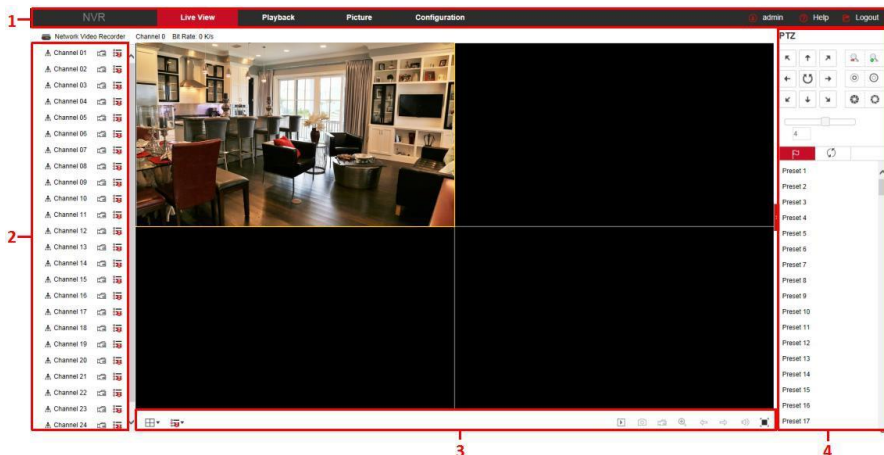 1
NVR Live View Playback Picture Configuration admin Help Logout
Network Video Recorder Channel 0 Bit Rate: 0 K/s
PTZ
Channel 01
Channel 02
Channel 03
Channel 04
Channel 05
Channel 06
Channel 07
Channel 08
Channel 09
Channel 10
Channel 11
Channel 12
Channel 13
Channel 14
Channel 15
Channel 16
Channel 17
Channel 18
Channel 19
Channel 20
Channel 21
Channel 22
Channel 23
Channel 24
2
4
Preset 1
Preset 2
Preset 3
Preset 4
Preset 5
Preset 6
Preset 7
Preset 8
Preset 9
Preset 10
Preset 11
Preset 12
Preset 13
Preset 14
Preset 15
Preset 16
Preset 17
3
4